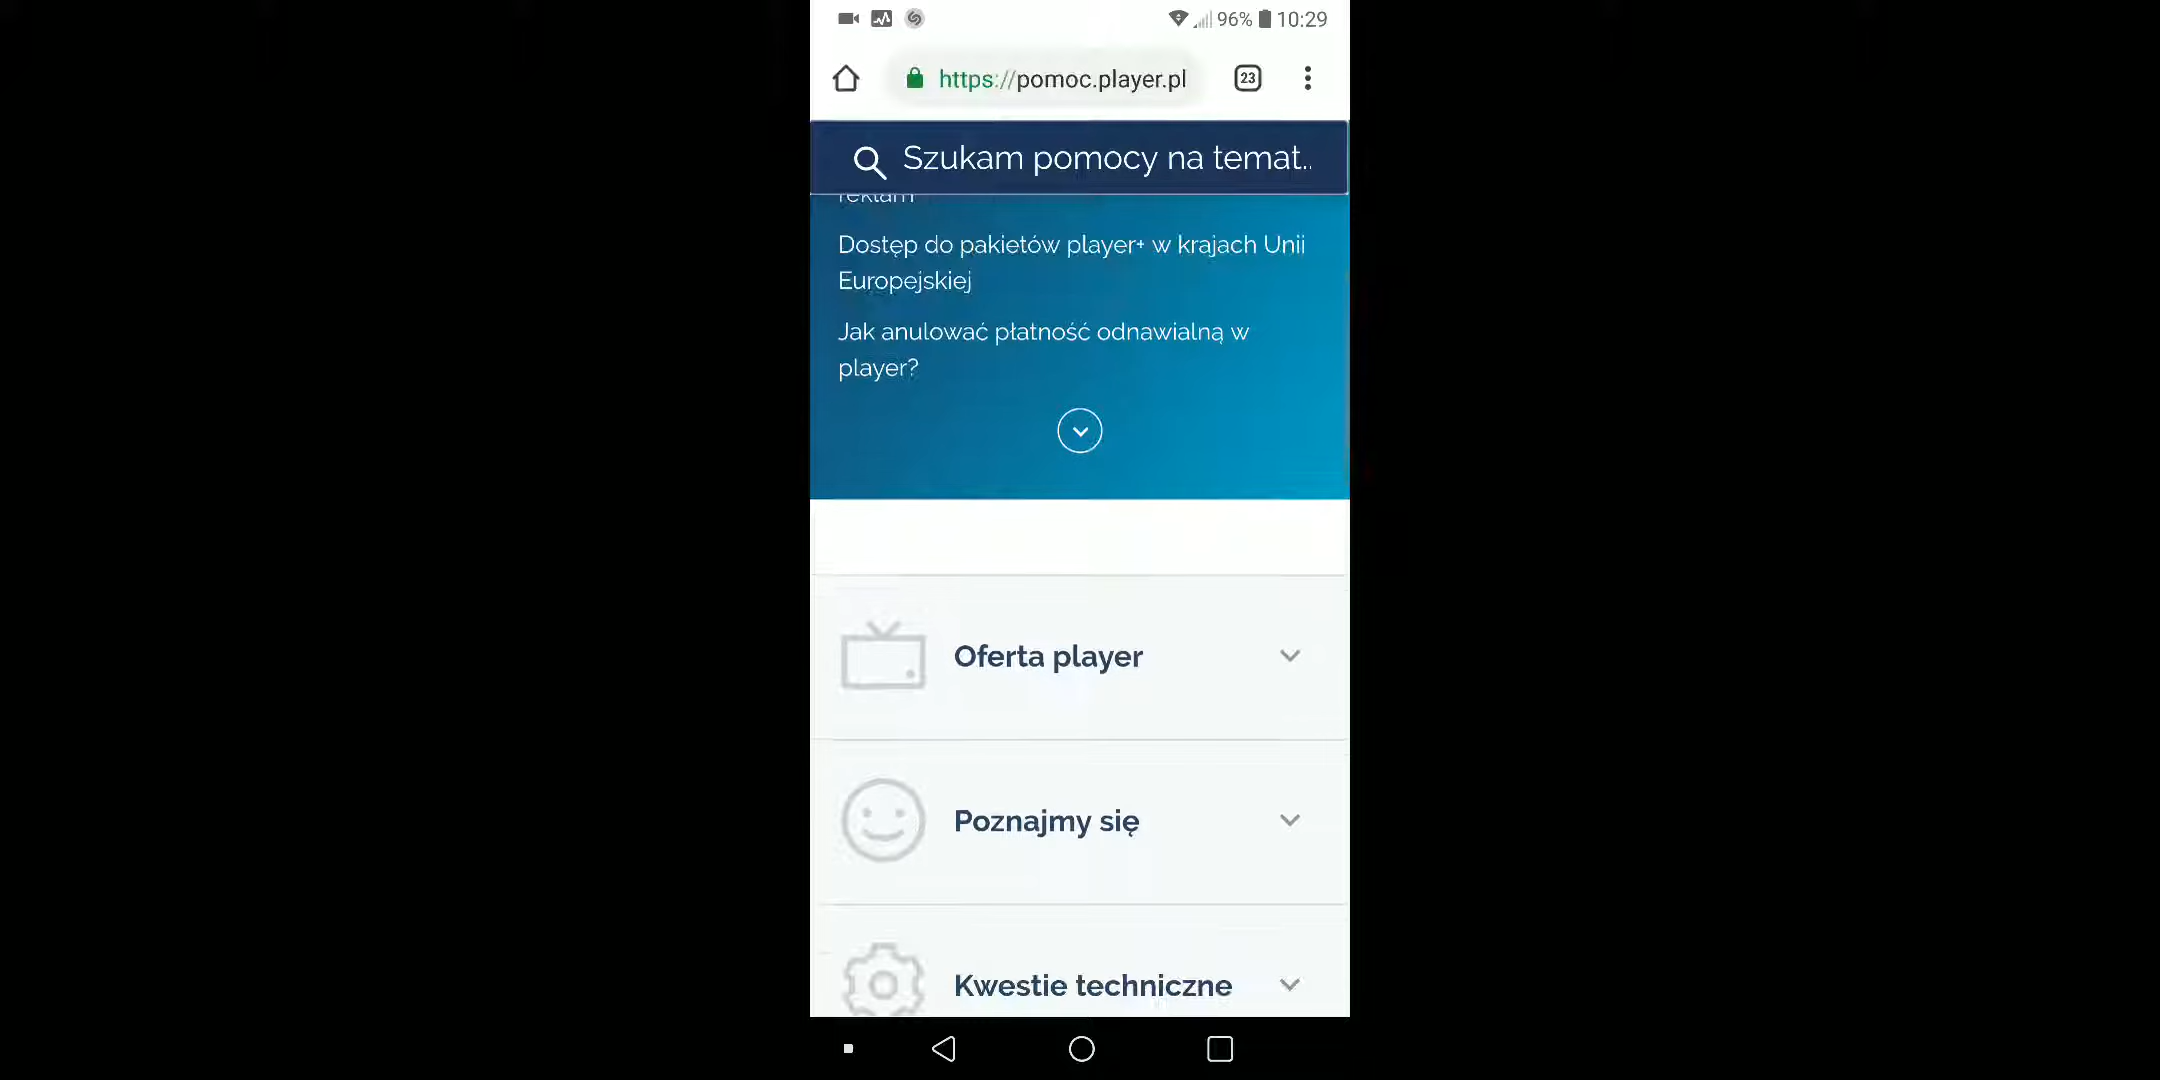 96% 10:29
https://pomoc.player.pl 23
Szukam pomocy na temat..
reklam
Dostęp do pakietów player+ w krajach Unii
Europejskiej
Jak anulować płatność odnawialną w
player?
Oferta player
Poznajmy się
Kwestie techniczne